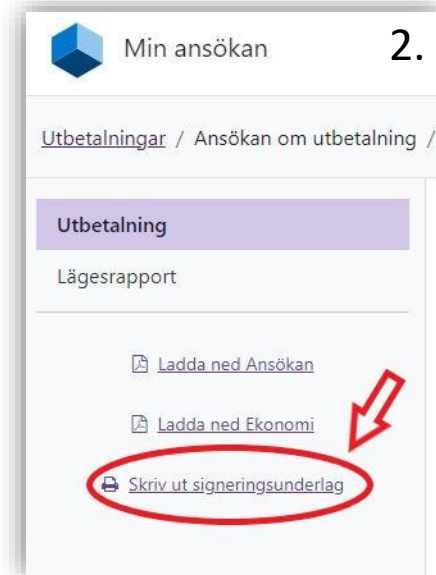 Min ansökan 2.
Utbetalningar / Ansökan om utbetalning /
Utbetalning
Lägesrapport
Ladda ned Ansökan
Ladda ned Ekonomi
Skriv ut signeringsunderlag